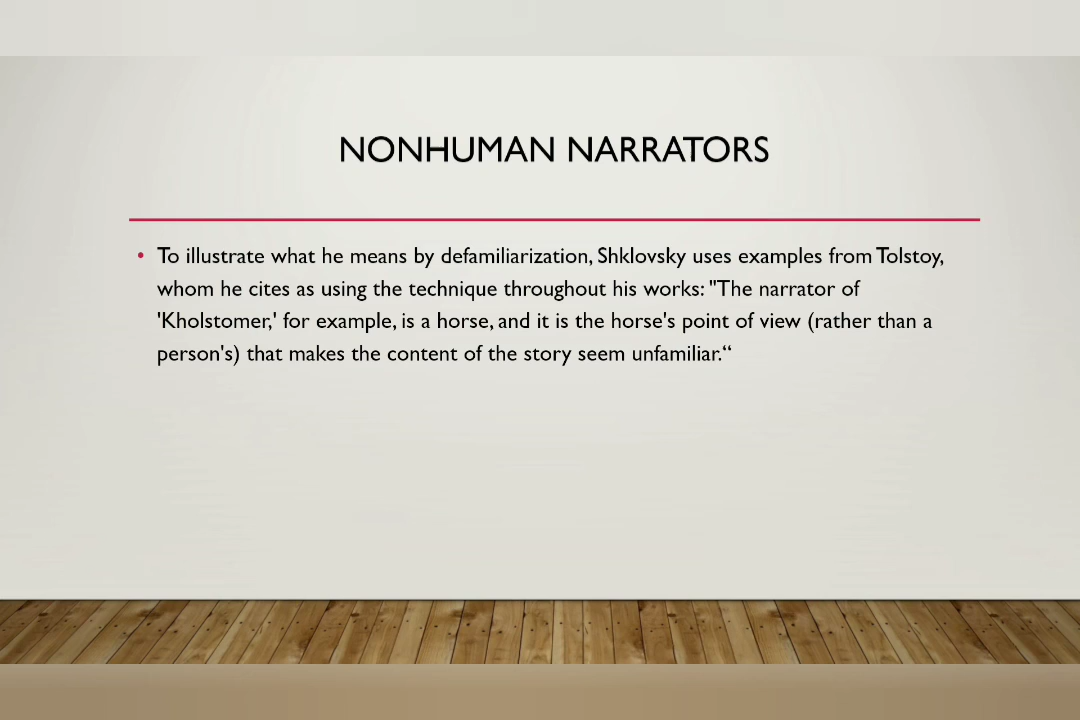 NONHUMAN NARRATORS
• To illustrate what he means by defamiliarization, Shklovsky uses examples from Tolstoy,
whom he cites as using the technique throughout his works: "The narrator of
'Kholstomer,' for example, is a horse, and it is the horse's point of view (rather than a
person's) that makes the content of the story seem unfamiliar.“